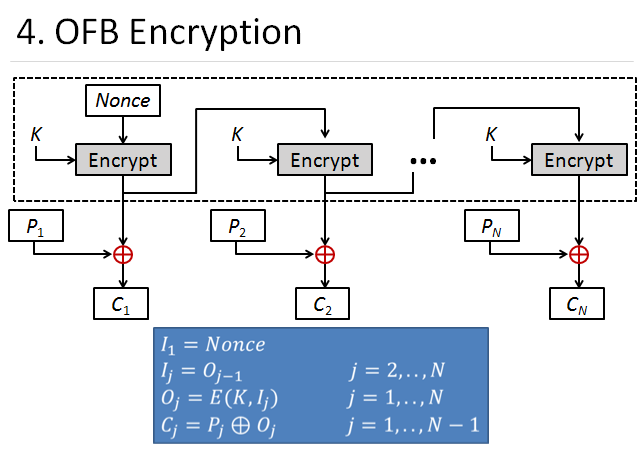 4. OFB Encryption
Nonce
K K K
Encrypt Encrypt ••• Encrypt
P₁ P₂ Pₙ
C₁ C₂ Cₙ
I₁ = Nonce
Iⱼ = Oⱼ₋₁ j = 2,..,N
Oⱼ = E(K,Iⱼ) j = 1,..,N
Cⱼ = Pⱼ ⊕ Oⱼ j = 1,..,N − 1